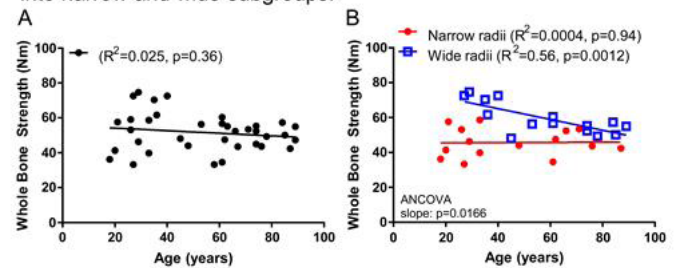 into narrow and wide subgroups.
A
B
(R²=0.025, p=0.36)
Narrow radii (R²=0.0004, p=0.94)
Wide radii (R²=0.56, p=0.0012)
Whole Bone Strength (Nm)
100
80
60
40
20
0
0 20 40 60 80 100
Age (years)
Whole Bone Strength (Nm)
100
80
60
40
20
0
ANCOVA
slope: p=0.0166
0 20 40 60 80 100
Age (years)